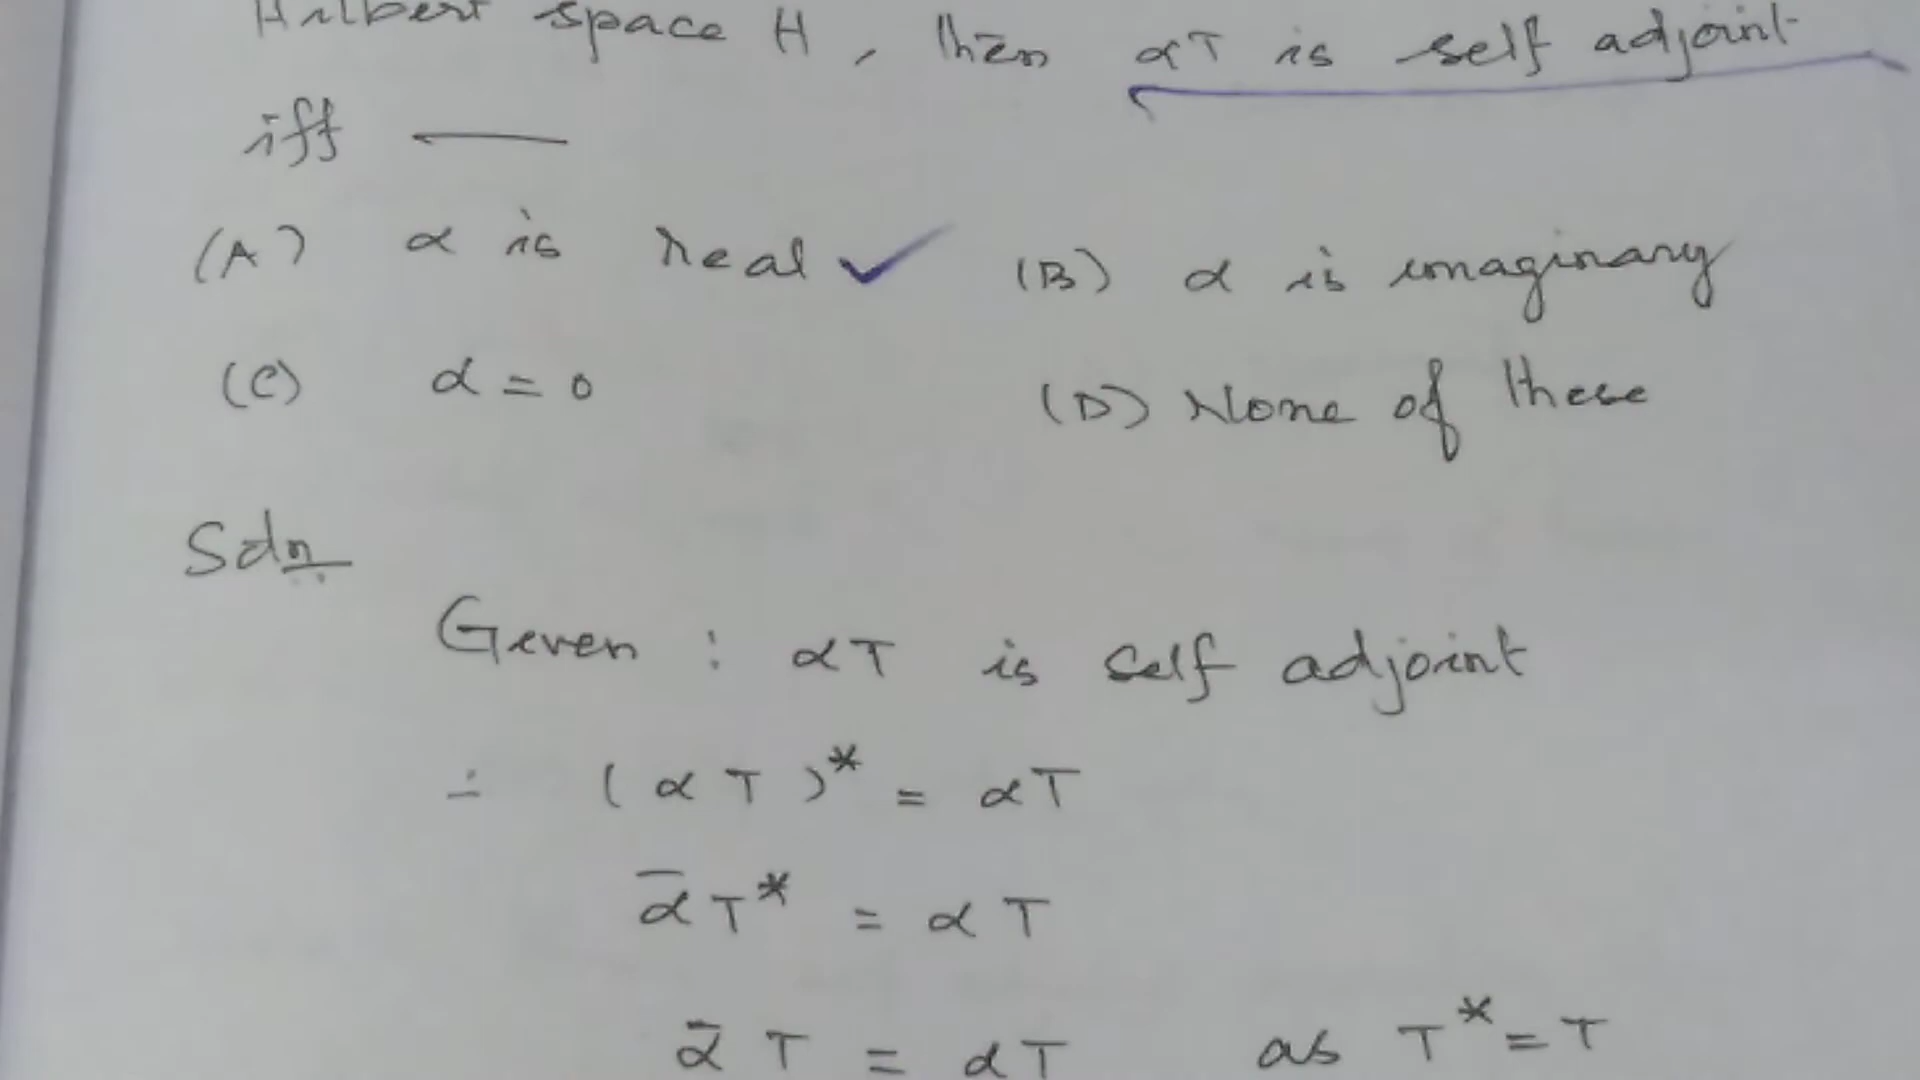 Hilbert space H, then αT is self adjoint
iff ——
(A) α is real ✓ (B) α is imaginary
(C) α = 0 (D) None of these
Soln
Given : αT is self adjoint
∴ (αT)* = αT
ᾱT* = αT
ᾱT = αT as T* = T